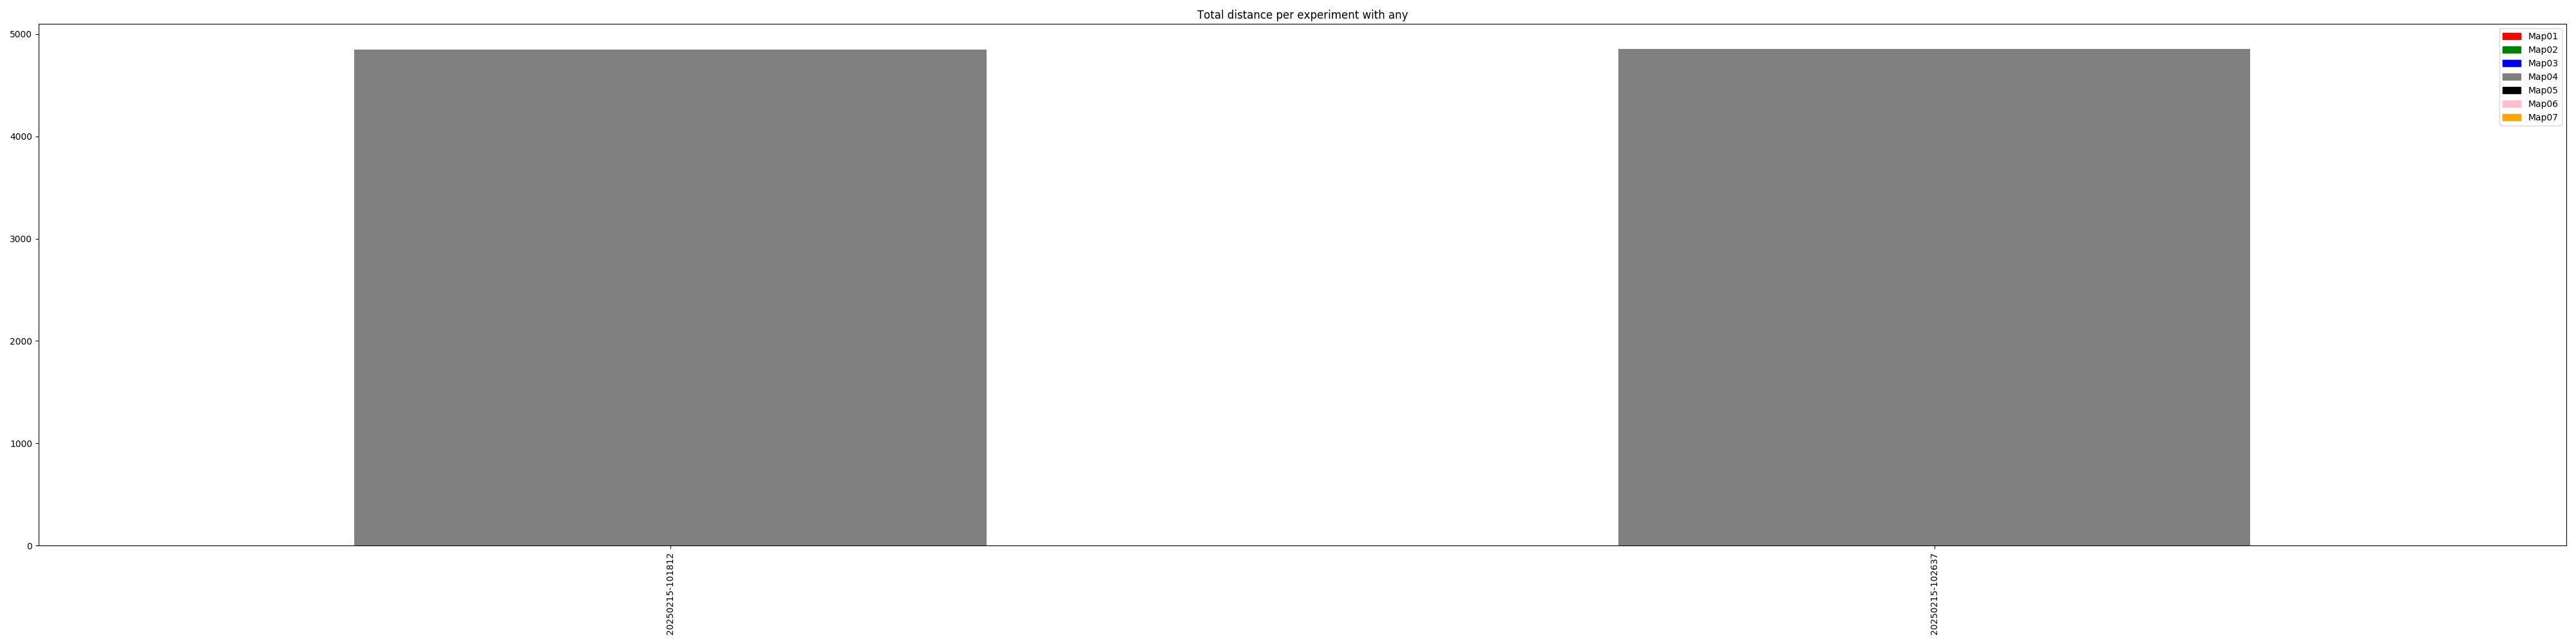 Total distance per experiment with any
5000
4000
3000
2000
1000
0
Map01
Map02
Map03
Map04
Map05
Map06
Map07
20250215-101812
20250215-102637